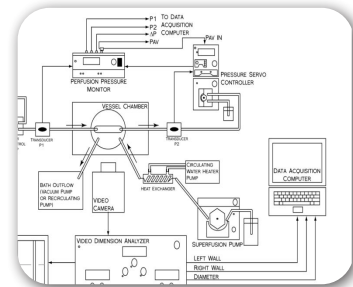 P1
P2
ΔP
PAV
TO DATA
ACQUISITION
COMPUTER
PAV IN
PERFUSION PRESSURE
MONITOR
PRESSURE SERVO
CONTROLLER
VESSEL CHAMBER
TRANSDUCER
P1
TRANSDUCER
P2
BATH OUTFLOW
(VACUUM PUMP
OR RECIRCULATING
PUMP)
VIDEO
CAMERA
CIRCULATING
WATER HEATER
PUMP
HEAT EXCHANGER
DATA ACQUISITION
COMPUTER
SUPERFUSION PUMP
VIDEO DIMENSION ANALYZER
LEFT WALL
RIGHT WALL
DIAMETER